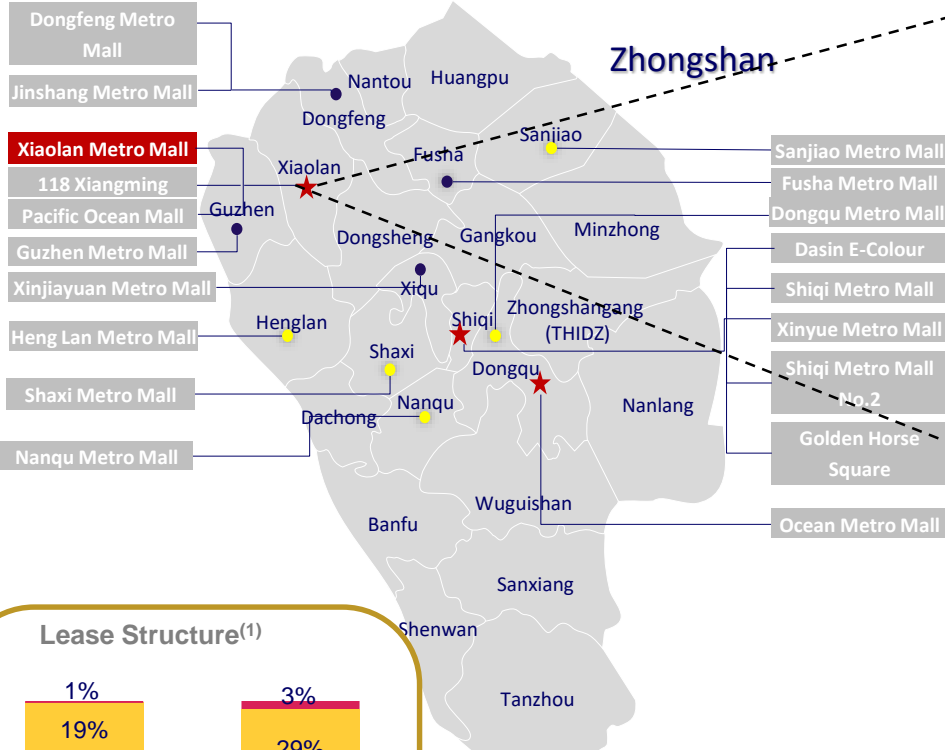 Dongfeng Metro
Mall
Jinshang Metro Mall
Xiaolan Metro Mall
118 Xiangming
Pacific Ocean Mall
Guzhen Metro Mall
Xinjiayuan Metro Mall
Heng Lan Metro Mall
Shaxi Metro Mall
Nanqu Metro Mall
Zhongshan
Nantou
Huangpu
Dongfeng
Sanjiao
Fusha
Xiaolan
Guzhen
Dongsheng
Gangkou
Minzhong
Xiqu
Henglan
Shiqi
Zhongshangang
(THIDZ)
Shaxi
Dongqu
Nanqu
Dachong
Nanlang
Wuguishan
Banfu
Sanxiang
Shenwan
Tanzhou
Sanjiao Metro Mall
Fusha Metro Mall
Dongqu Metro Mall
Dasin E-Colour
Shiqi Metro Mall
Xinyue Metro Mall
Shiqi Metro Mall
No.2
Golden Horse
Square
Ocean Metro Mall
Lease Structure(1)
1%
3%
19%
29%